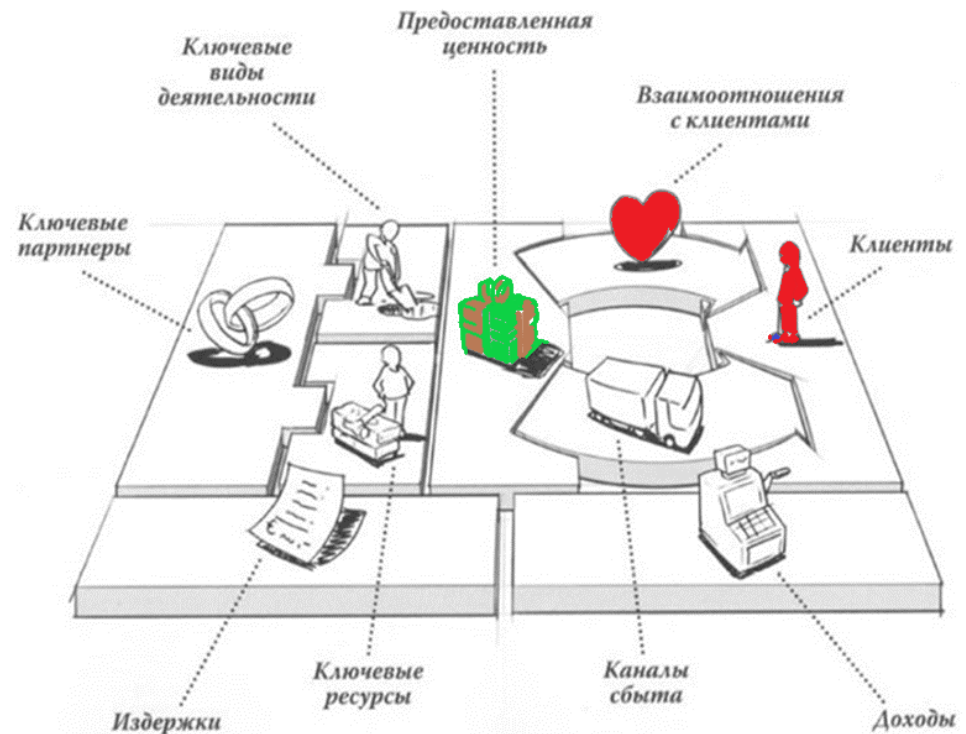 Предоставленная
ценность
Ключевые
виды
деятельности
Взаимоотношения
с клиентами
Ключевые
партнеры
Клиенты
Ключевые
ресурсы
Каналы
сбыта
Издержки
Доходы